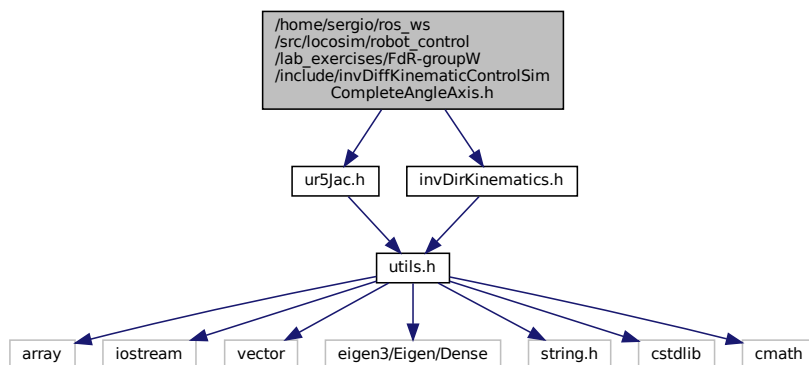 /home/sergio/ros_ws
/src/locosim/robot_control
/lab_exercises/FdR-groupW
/include/invDiffKinematicControlSim
CompleteAngleAxis.h
ur5Jac.h
invDirKinematics.h
utils.h
array
iostream
vector
eigen3/Eigen/Dense
string.h
cstdlib
cmath